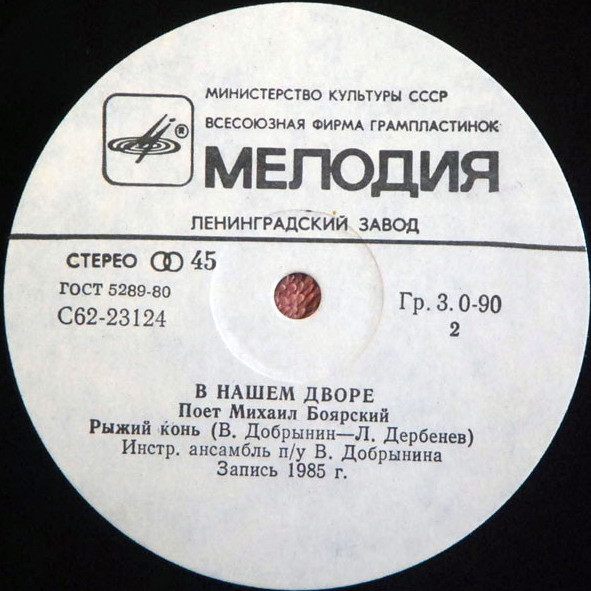 МИНИСТЕРСТВО КУЛЬТУРЫ СССР
ВСЕСОЮЗНАЯ ФИРМА ГРАМПЛАСТИНОК
®
МЕЛОДИЯ
ЛЕНИНГРАДСКИЙ ЗАВОД
СТЕРЕО 45
ГОСТ 5289-80
С62-23124
Гр. 3. 0-90
2
В НАШЕМ ДВОРЕ
Поет Михаил Боярский
Рыжий конь (В. Добрынин—Л. Дербенев)
Инстр. ансамбль п/у В. Добрынина
Запись 1985 г.